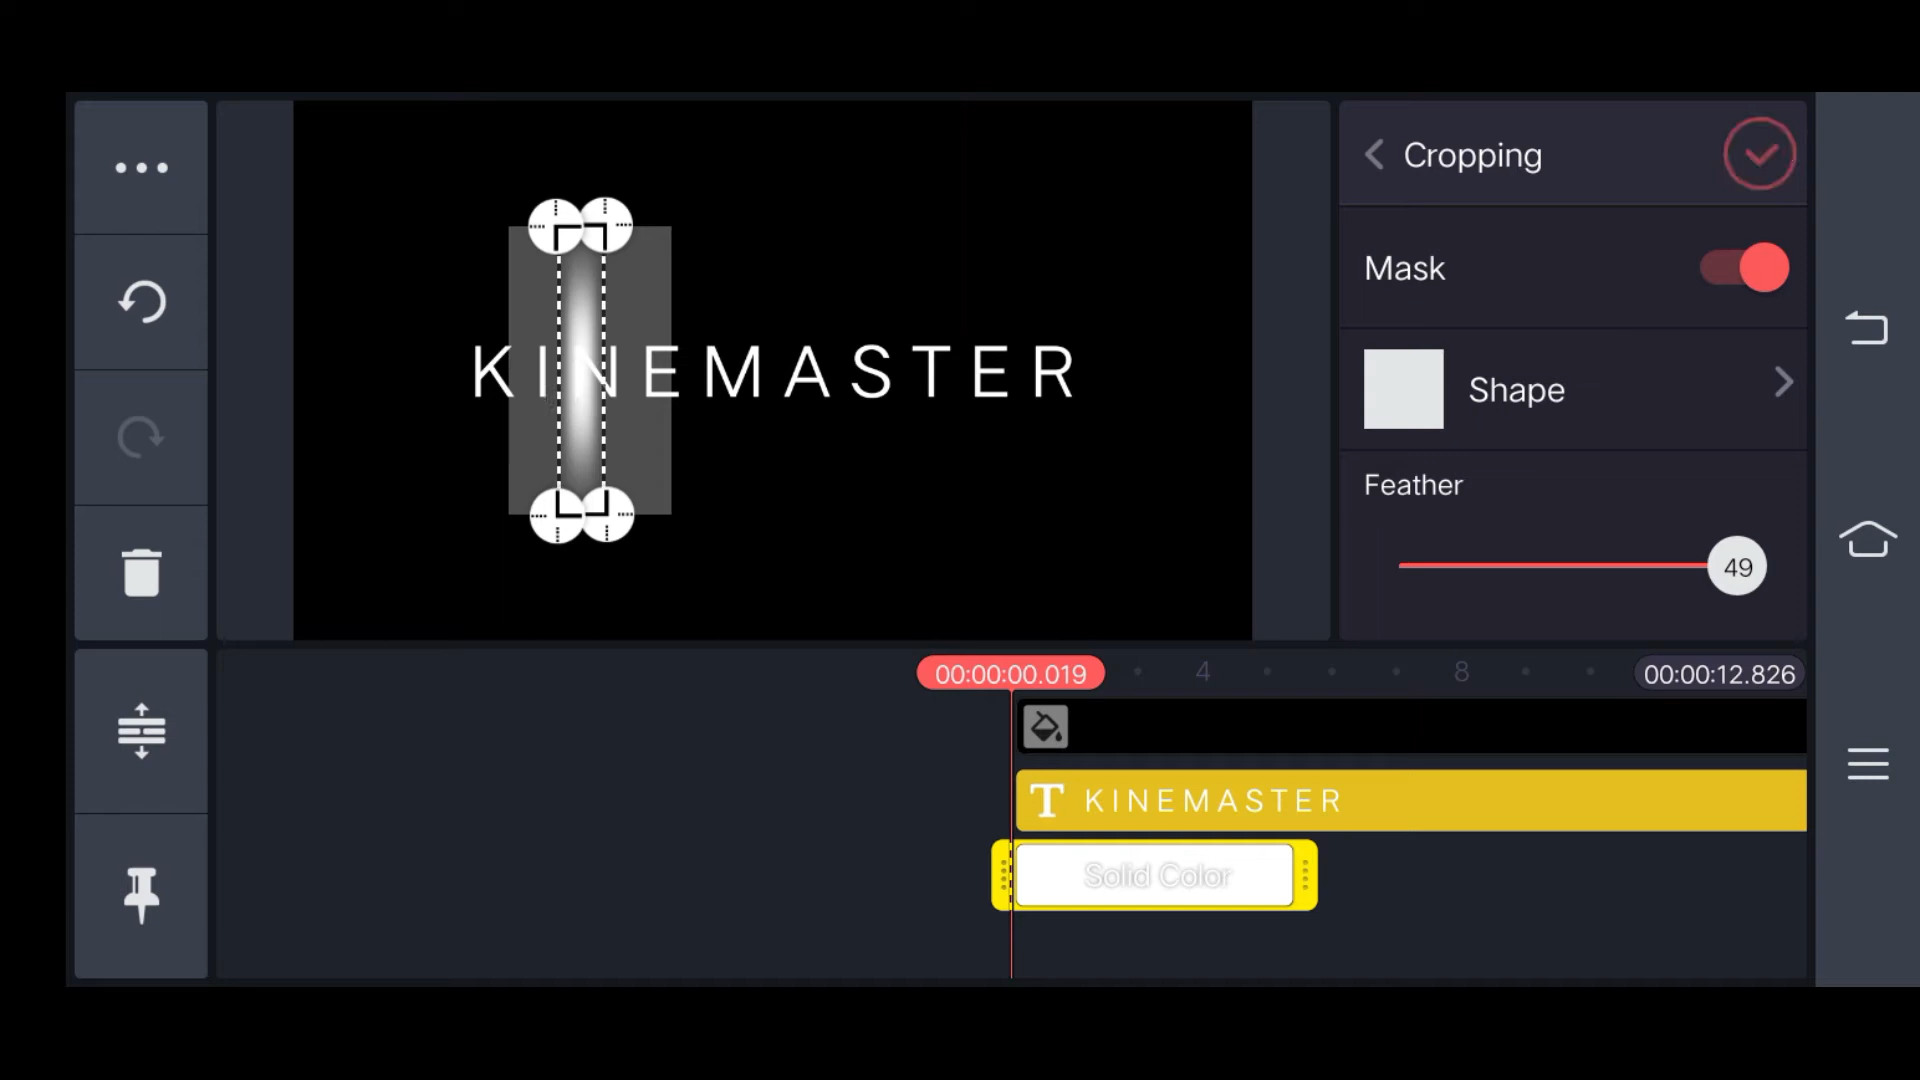 Cropping
Mask
Shape
Feather
49
KINEMASTER
00:00:00.019
4
8
00:00:12.826
T KINEMASTER
Solid Color